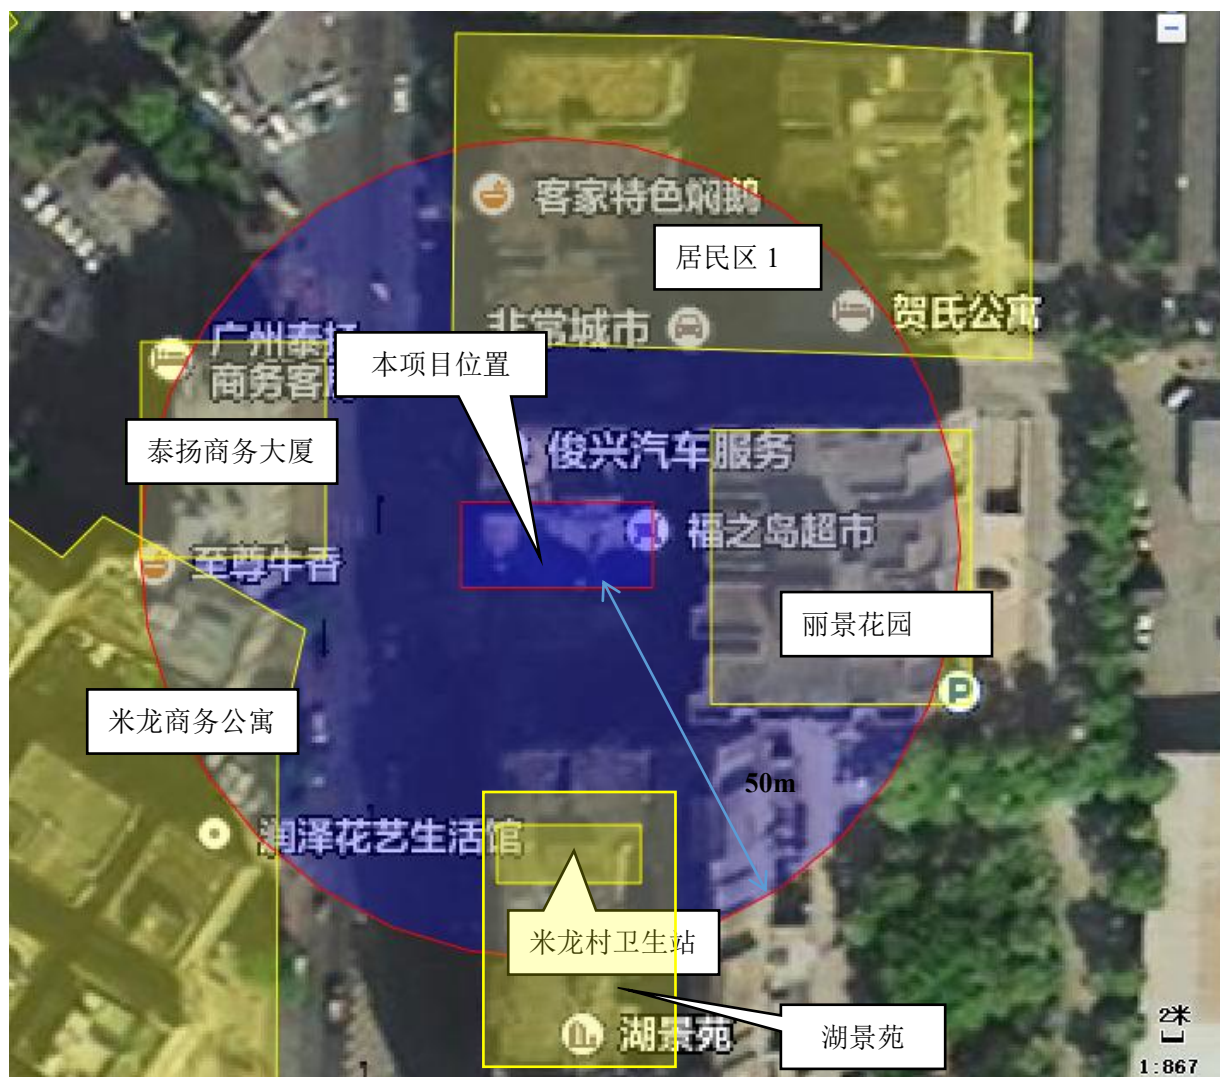 客家特色焖鹅
居民区 1
非常城市
贺氏公寓
广州泰扬
商务客
本项目位置
泰扬商务大厦
俊兴汽车服务
福之岛超市
至尊牛香
丽景花园
P
米龙商务公寓
50m
润泽花艺生活馆
米龙村卫生站
湖景苑
湖景苑
2米
1:867